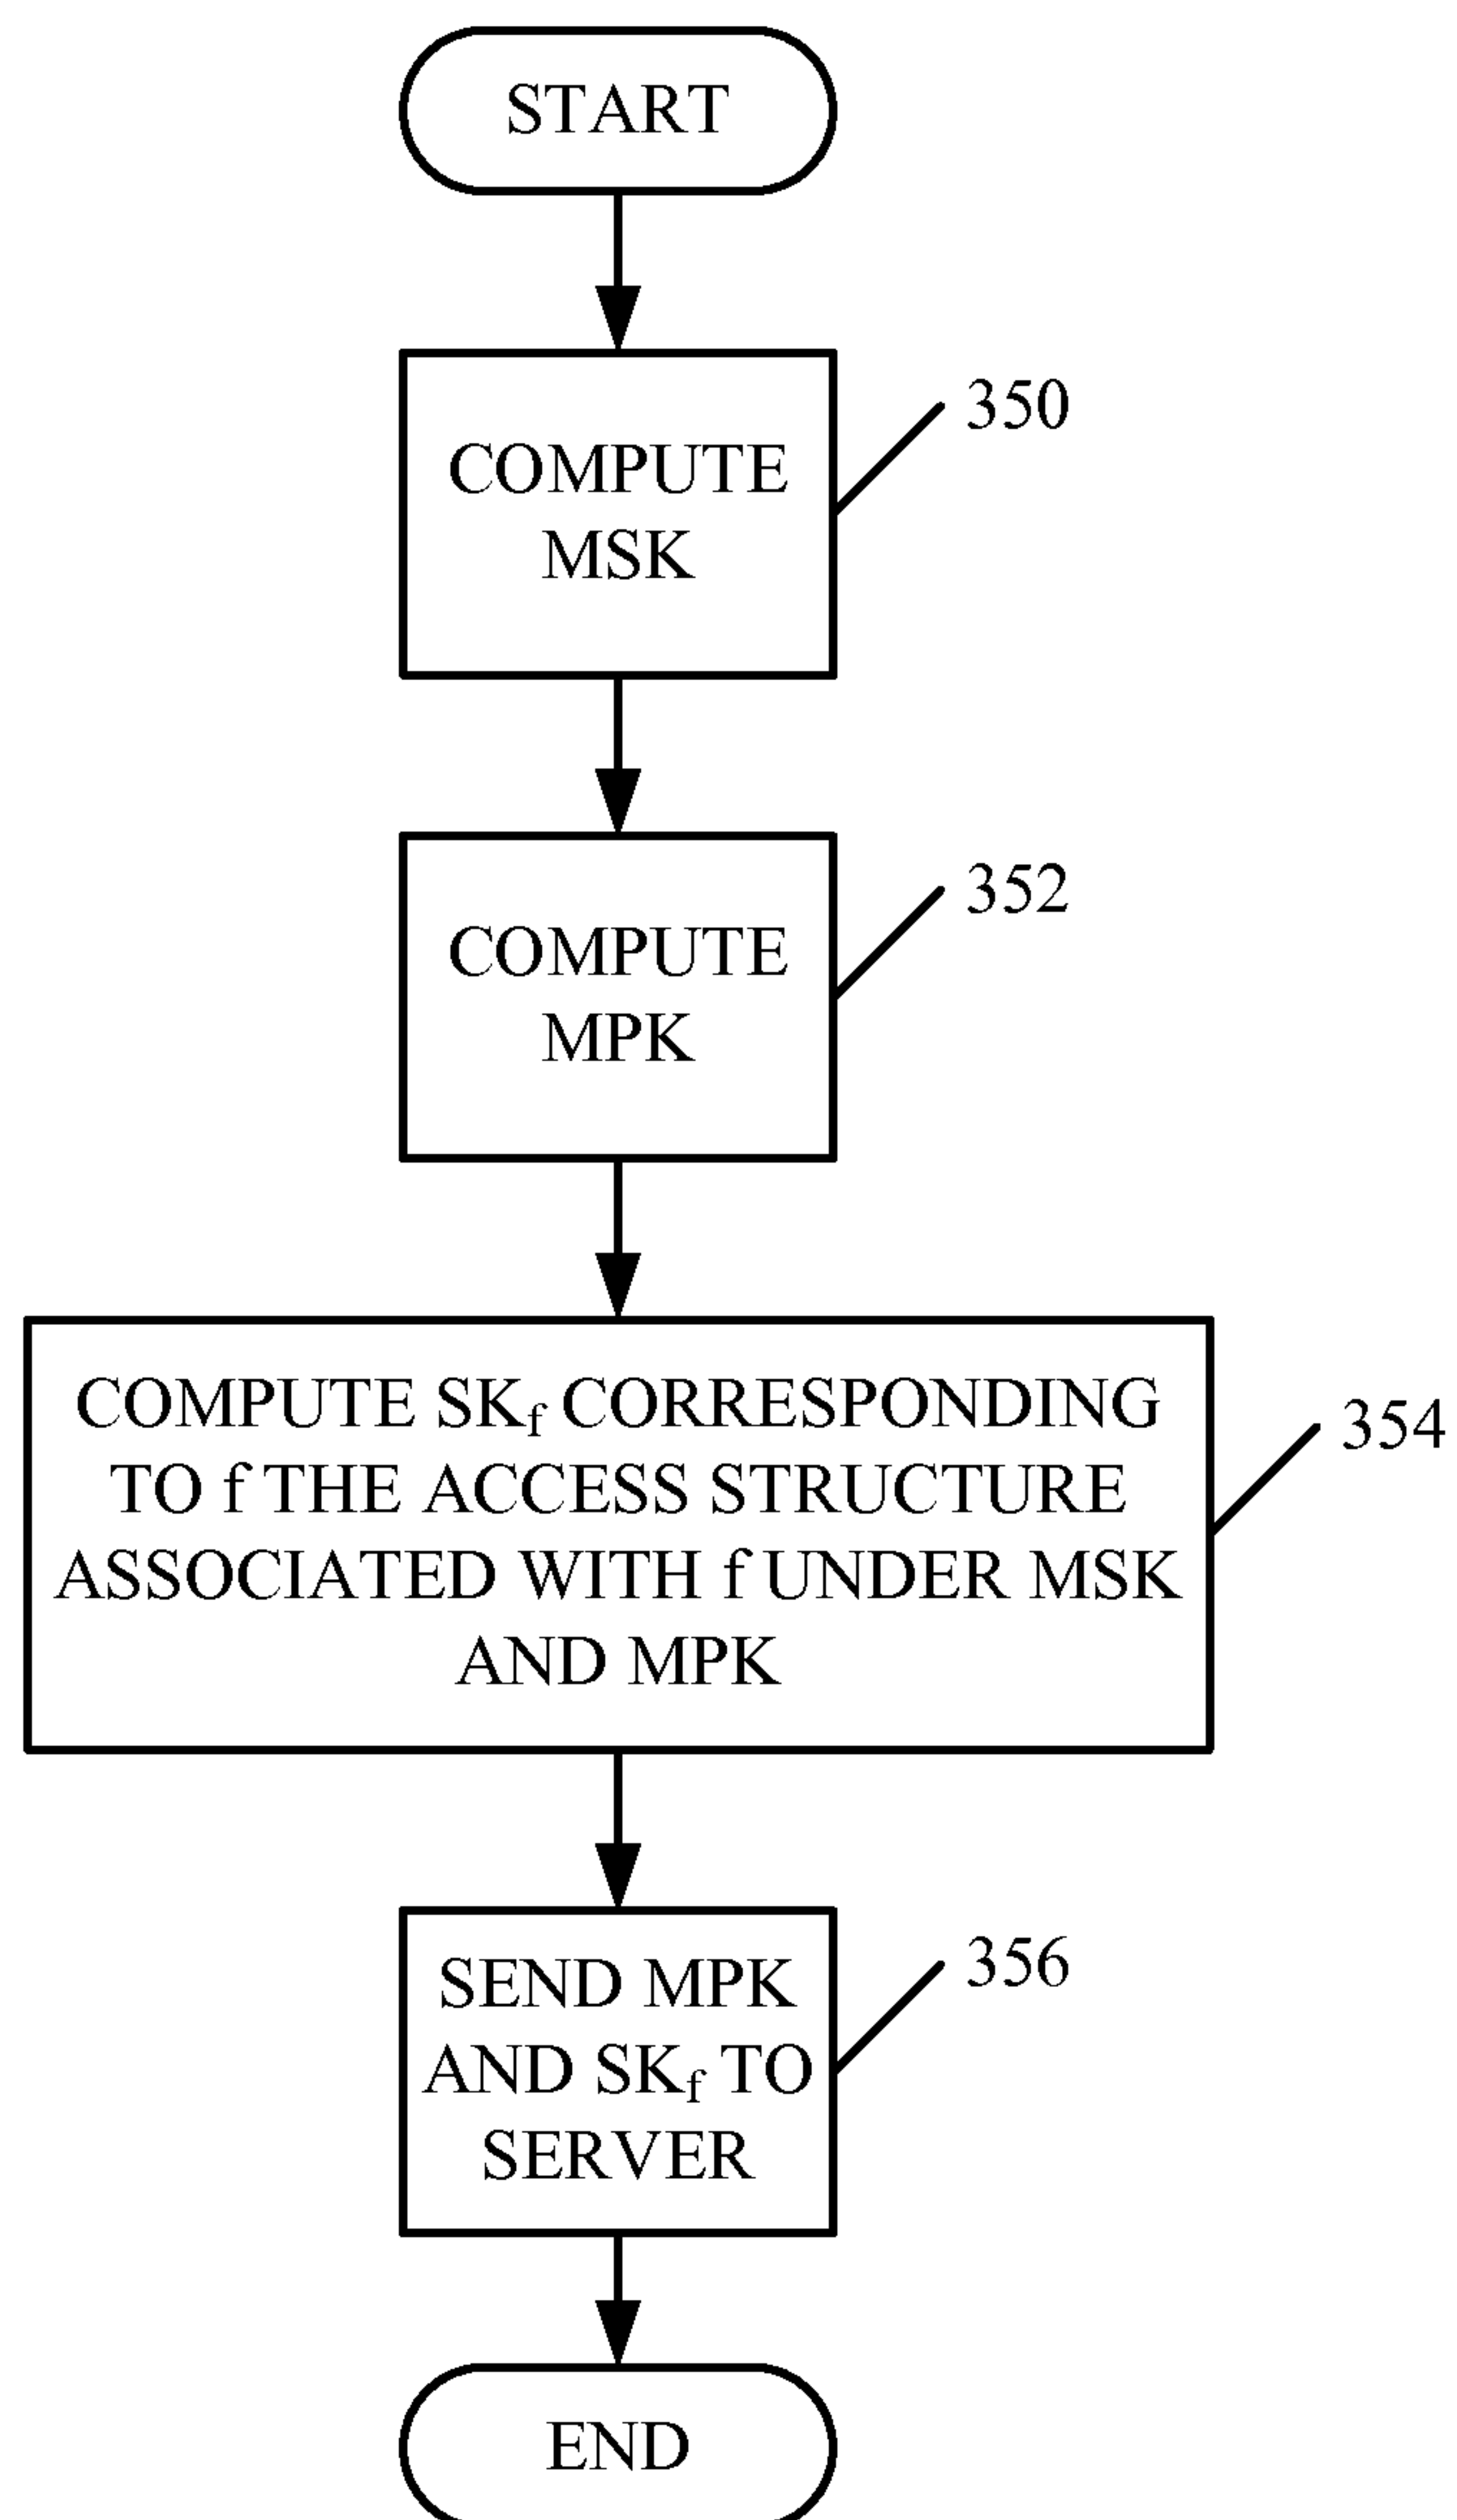 START
350
COMPUTE
MSK
352
COMPUTE
MPK
354
COMPUTE SKf CORRESPONDING
TO f THE ACCESS STRUCTURE
ASSOCIATED WITH f UNDER MSK
AND MPK
356
SEND MPK
AND SKf TO
SERVER
END